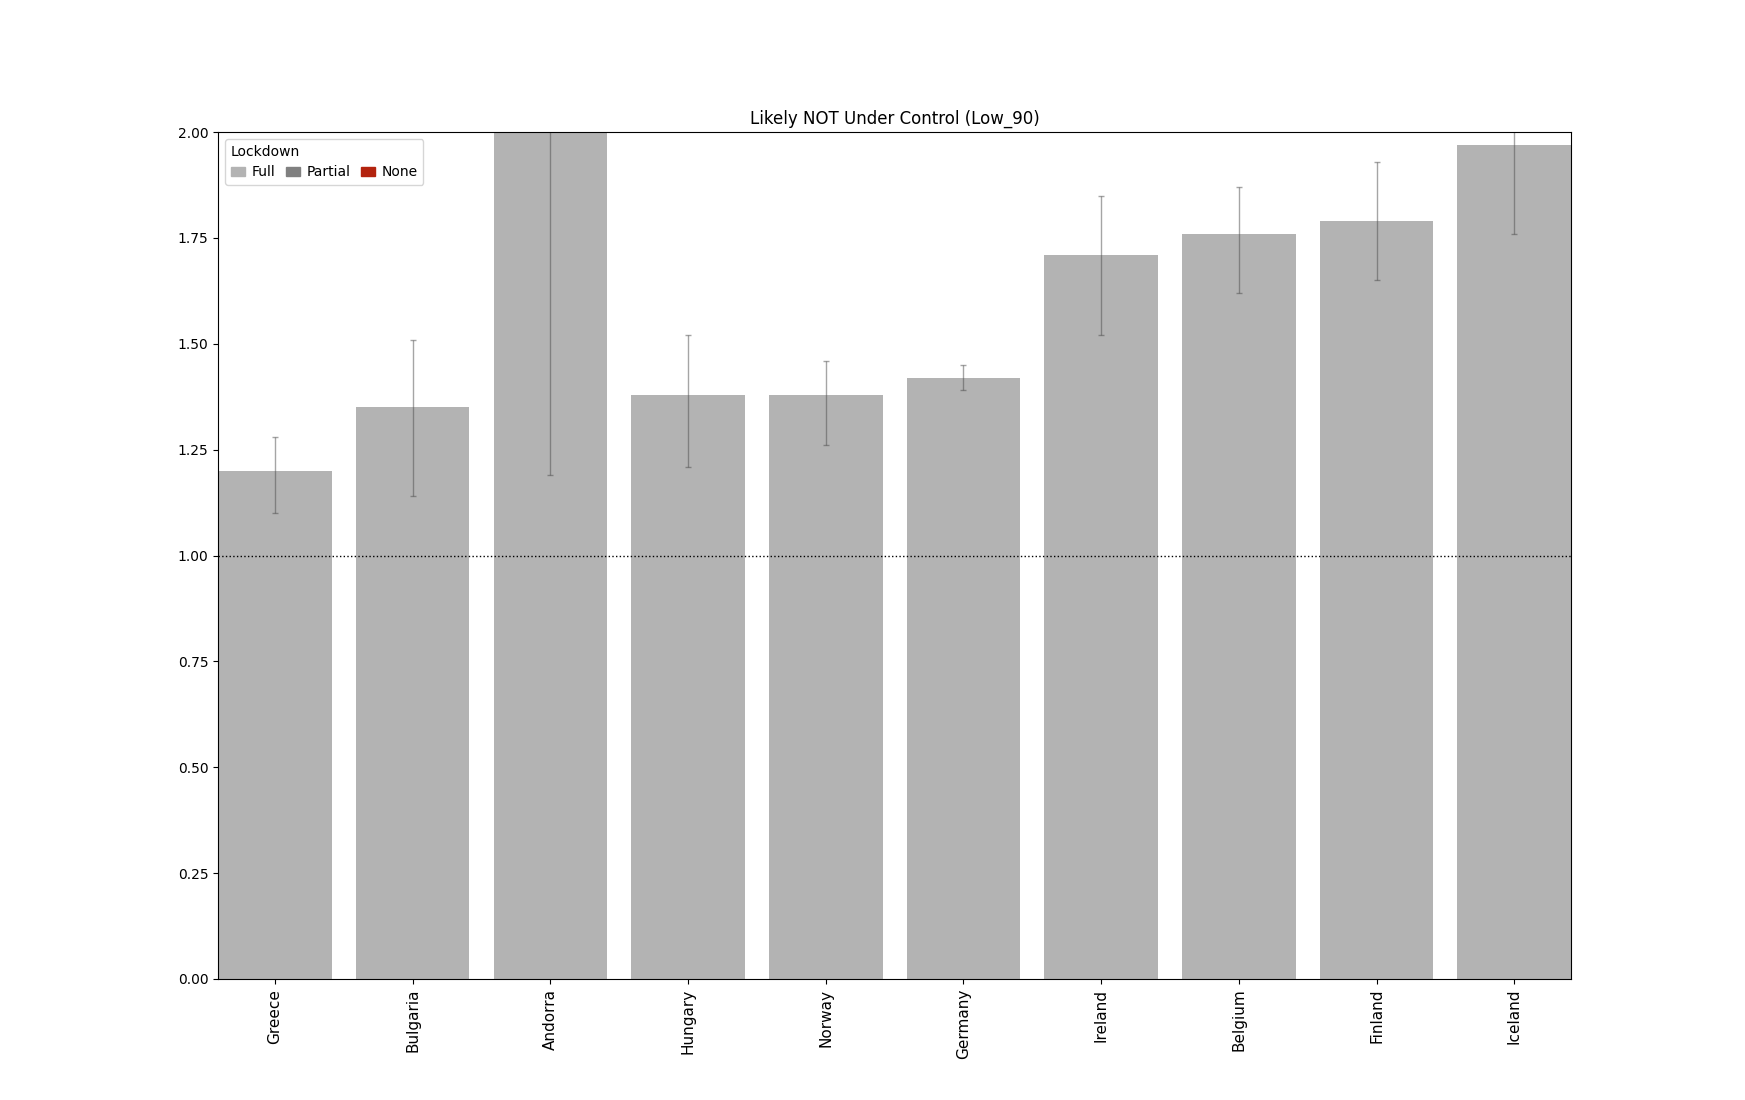 Likely NOT Under Control (Low_90)
Lockdown
Full Partial None
2.00
1.75
1.50
1.25
1.00
0.75
0.50
0.25
0.00
Greece
Bulgaria
Andorra
Hungary
Norway
Germany
Ireland
Belgium
Finland
Iceland